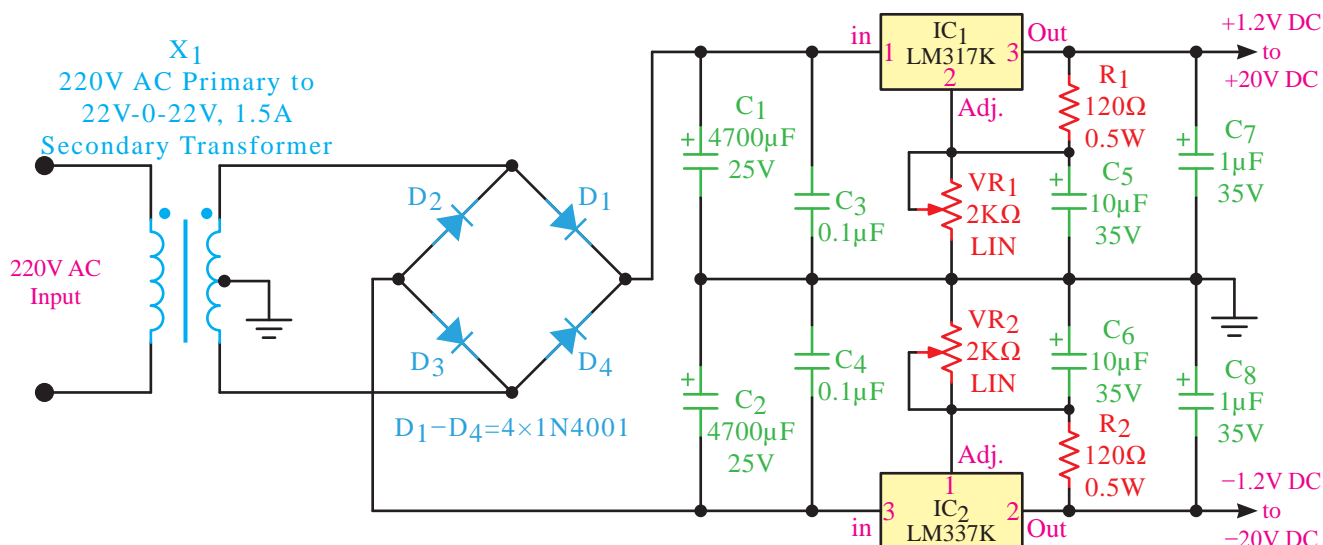 X1
220V AC Primary to
22V-0-22V, 1.5A
Secondary Transformer
220V AC
Input
D2
D1
D3
D4
D1−D4=4×1N4001
C1
4700µF
25V
+
C3
0.1µF
in
1
IC1
LM317K
2
3
Out
Adj.
VR1
2KΩ
LIN
R1
120Ω
0.5W
+
C5
10µF
35V
+
C7
1µF
35V
+1.2V DC
to
+20V DC
+
C2
4700µF
25V
C4
0.1µF
VR2
2KΩ
LIN
+
C6
10µF
35V
R2
120Ω
0.5W
+
C8
1µF
35V
Adj.
1
3
IC2
LM337K
2
in
Out
−1.2V DC
to
−20V DC